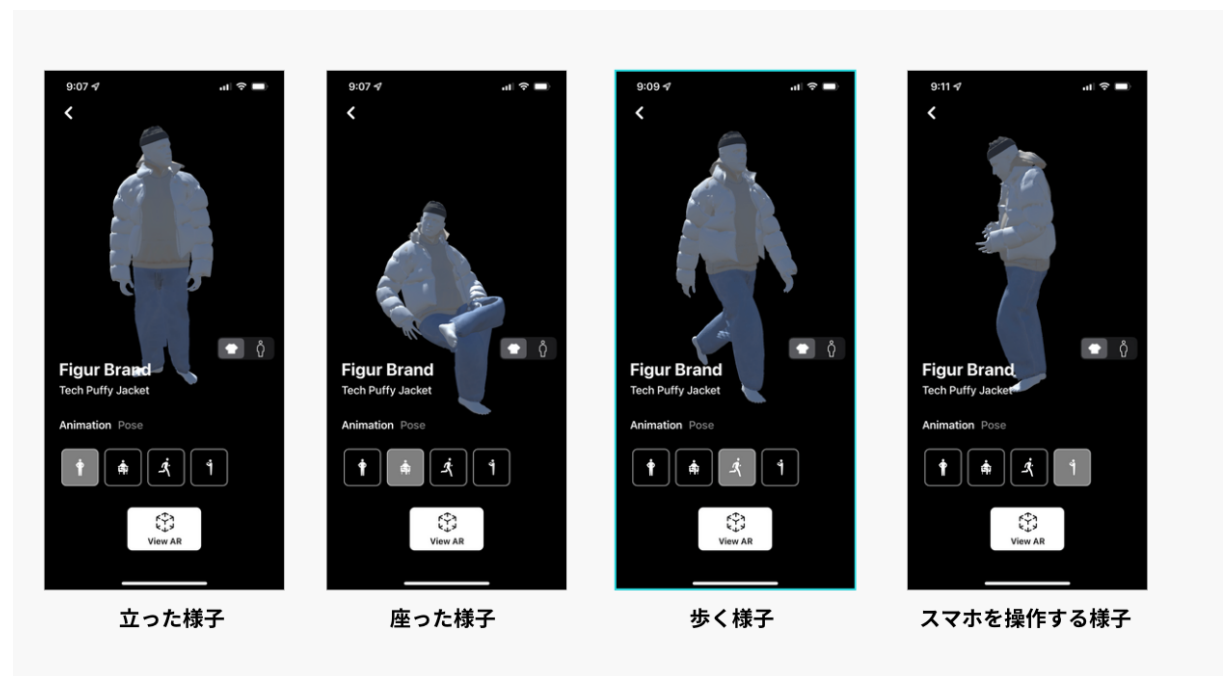 9:07
Figur Brand
Tech Puffy Jacket
Animation Pose
View AR
立った様子
9:07
Figur Brand
Tech Puffy Jacket
Animation Pose
View AR
座った様子
9:09
Figur Brand
Tech Puffy Jacket
Animation Pose
View AR
歩く様子
9:11
Figur Brand
Tech Puffy Jacket
Animation Pose
View AR
スマホを操作する様子